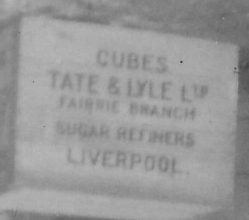 CUBES
TATE & LYLE LTD
FAIRRIE BRANCH
SUGAR REFINERS
LIVERPOOL.